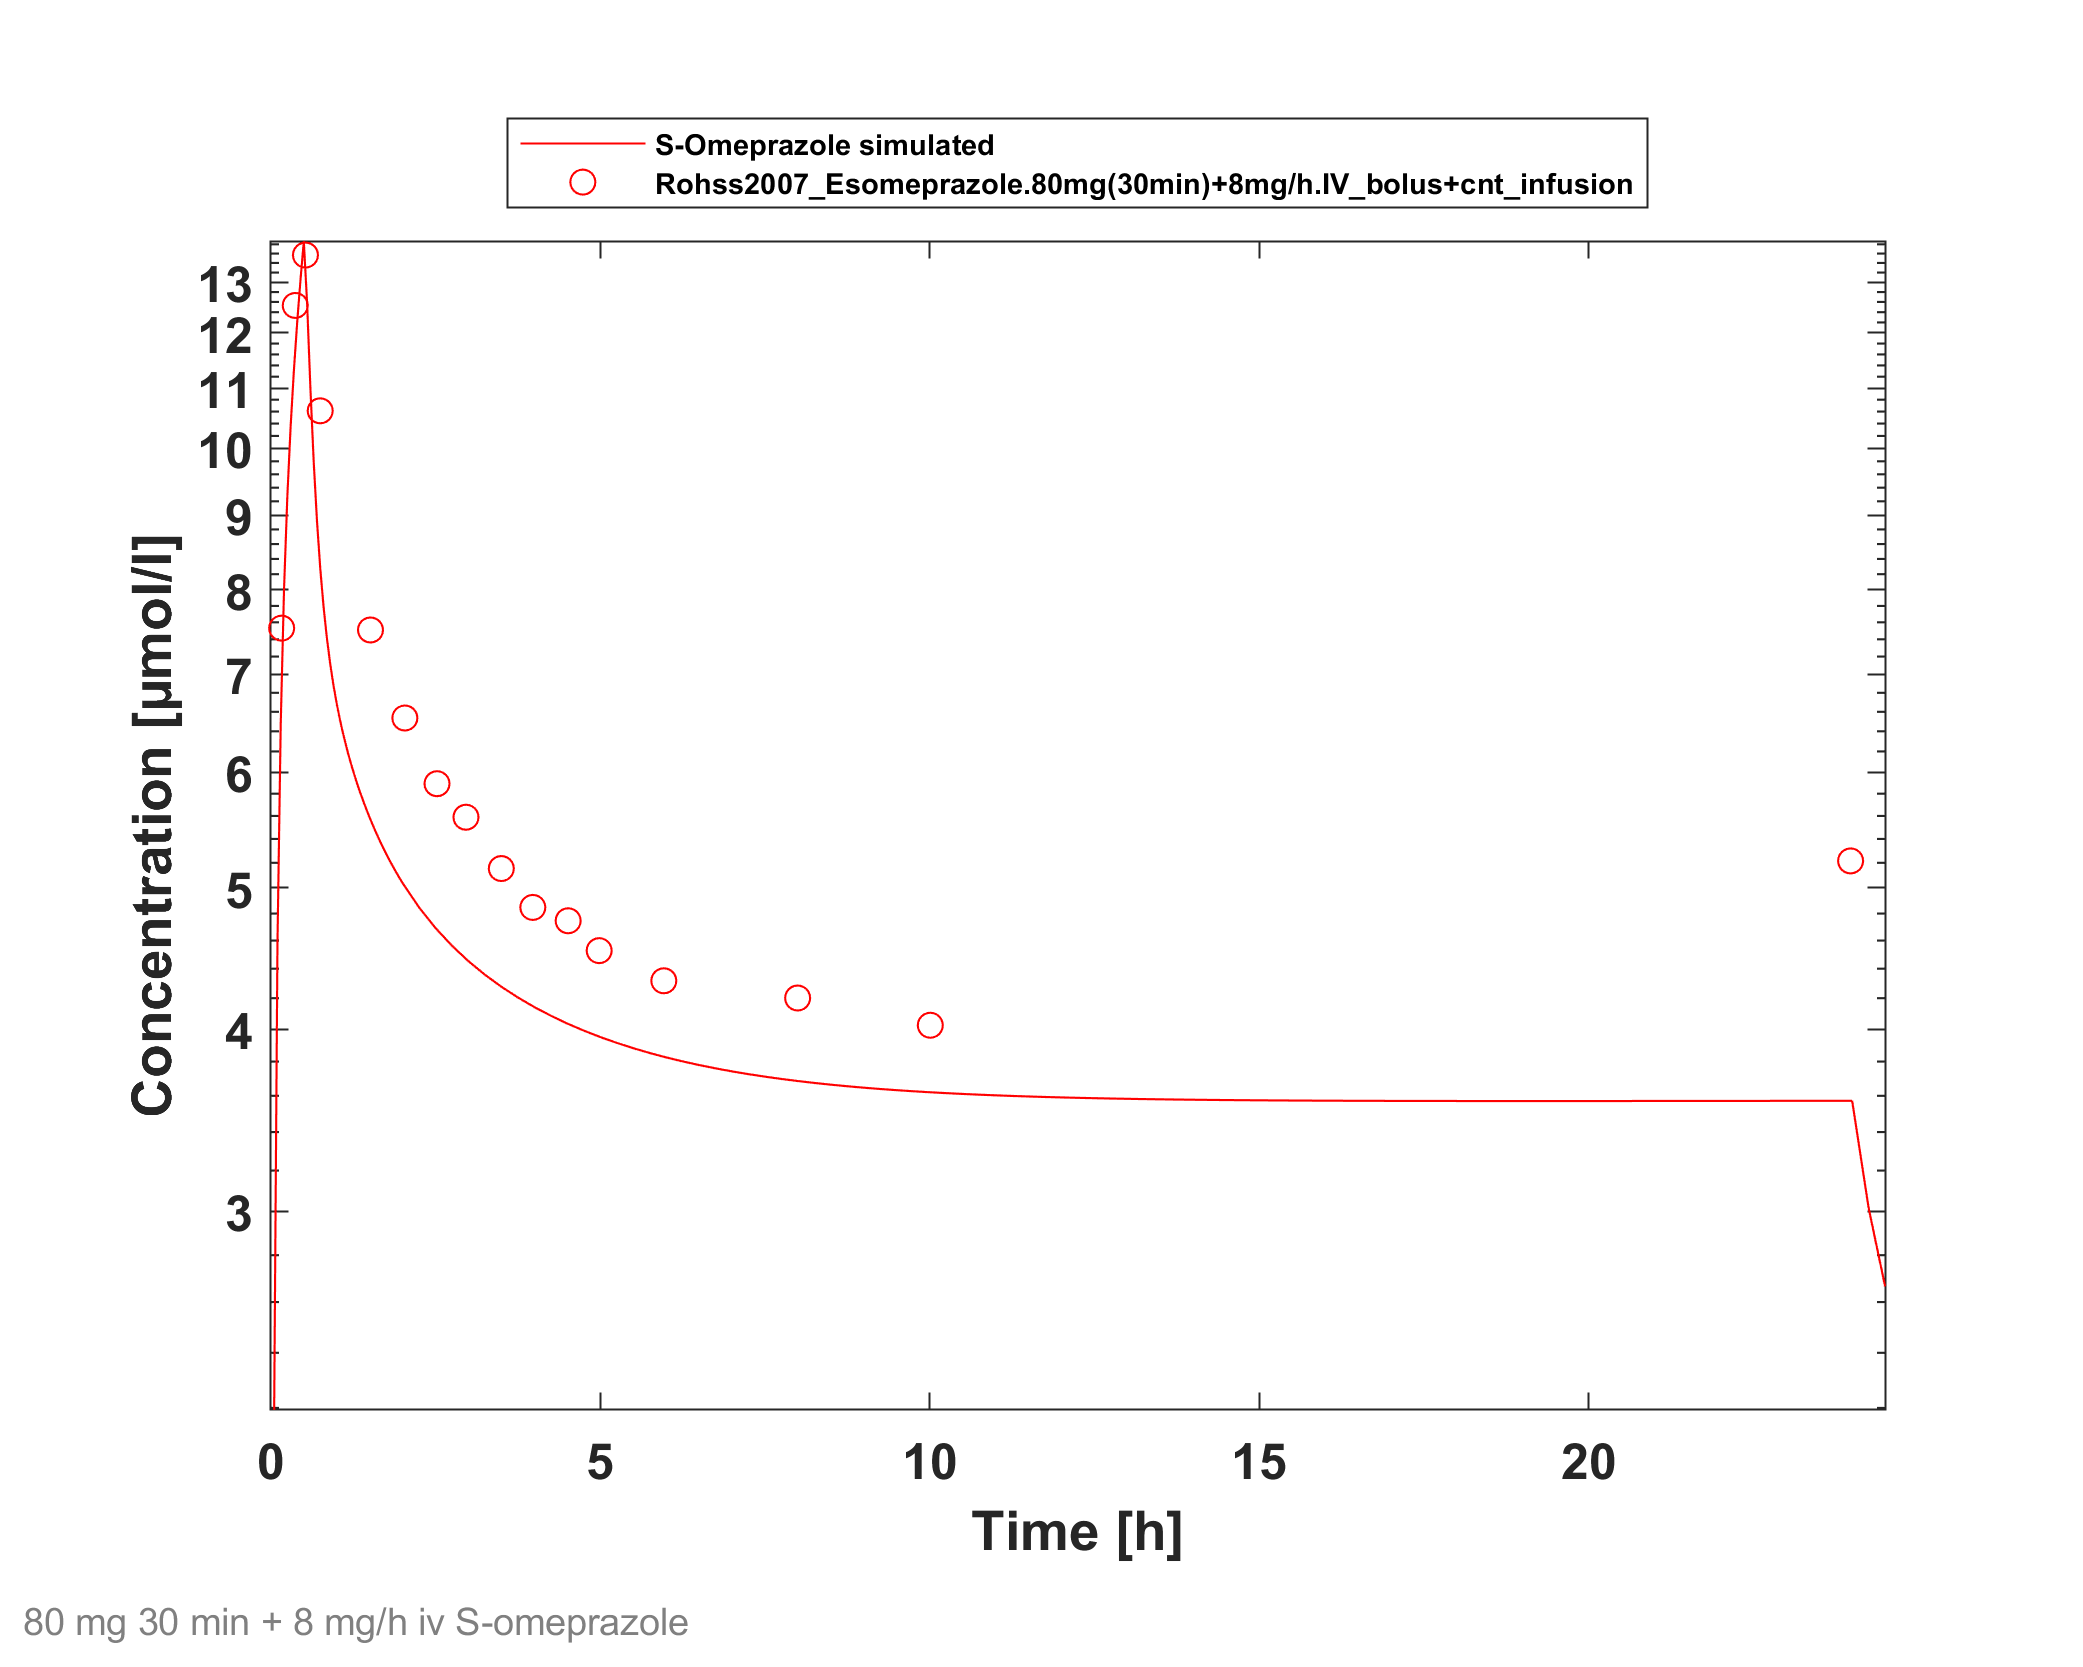 S-Omeprazole simulated
Rohss2007_Esomeprazole.80mg(30min)+8mg/h.IV_bolus+cnt_infusion
13
12
11
10
9
8
7
6
5
4
3
Concentration [µmol/l]
0 5 10 15 20
Time [h]
80 mg 30 min + 8 mg/h iv S-omeprazole